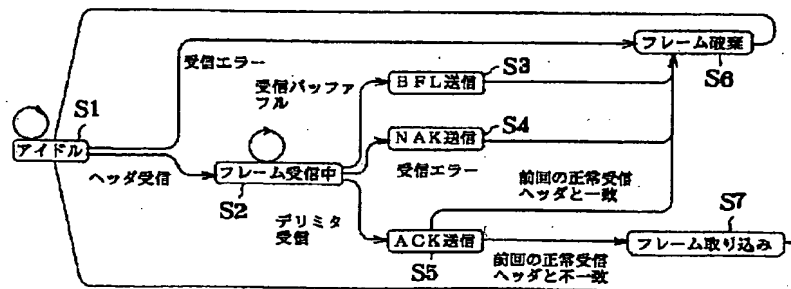 フレーム破棄
S6
受信エラー
受信バッファ
フル
BFL送信
S3
S1
アイドル
NAK送信
S4
受信エラー
ヘッダ受信
フレーム受信中
S2
前回の正常受信
ヘッダと一致
デリミタ
受信
ACK送信
S5
前回の正常受信
ヘッダと不一致
S7
フレーム取り込み